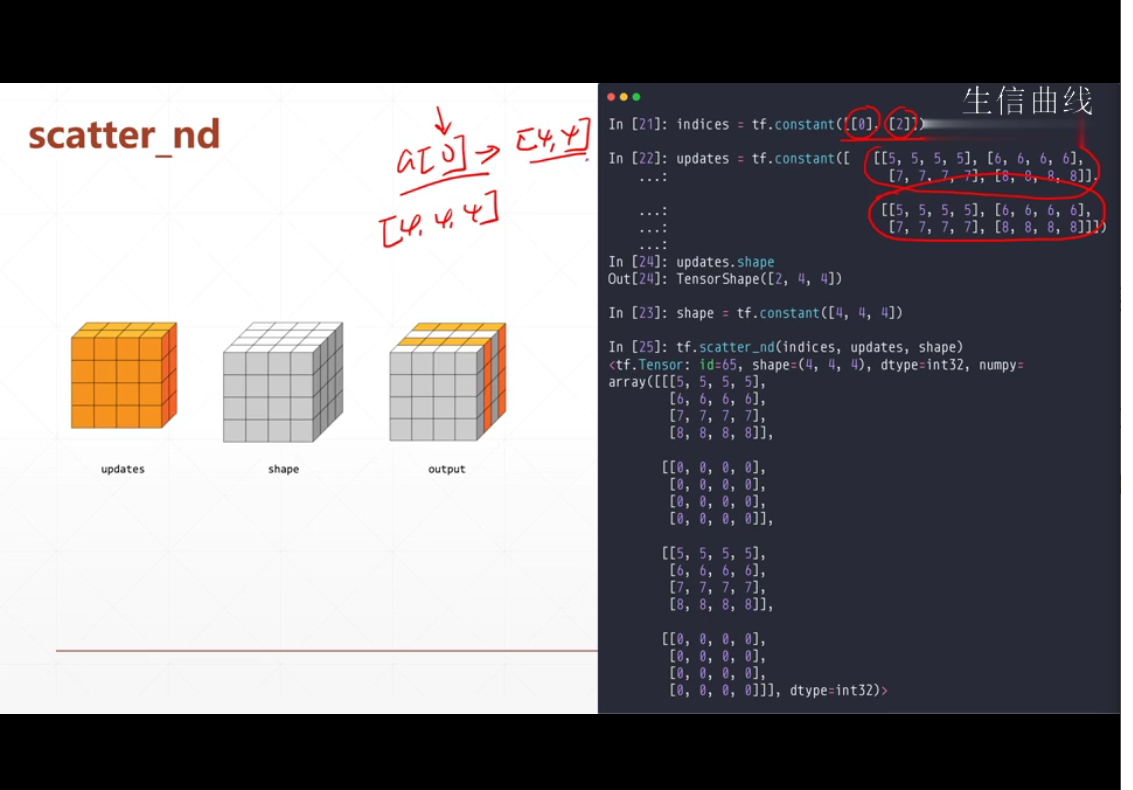 scatter_nd
a[0] → [4,4]
[4, 4, 4]
updates
shape
output
生信曲线
In [21]: indices = tf.constant([[0], [2]])
In [22]: updates = tf.constant([ [[5, 5, 5, 5], [6, 6, 6, 6],
...: [7, 7, 7, 7], [8, 8, 8, 8]],
...: [[5, 5, 5, 5], [6, 6, 6, 6],
...: [7, 7, 7, 7], [8, 8, 8, 8]]])
...:
In [24]: updates.shape
Out[24]: TensorShape([2, 4, 4])
In [23]: shape = tf.constant([4, 4, 4])
In [25]: tf.scatter_nd(indices, updates, shape)
<tf.Tensor: id=65, shape=(4, 4, 4), dtype=int32, numpy=
array([[[5, 5, 5, 5],
[6, 6, 6, 6],
[7, 7, 7, 7],
[8, 8, 8, 8]],
[[0, 0, 0, 0],
[0, 0, 0, 0],
[0, 0, 0, 0],
[0, 0, 0, 0]],
[[5, 5, 5, 5],
[6, 6, 6, 6],
[7, 7, 7, 7],
[8, 8, 8, 8]],
[[0, 0, 0, 0],
[0, 0, 0, 0],
[0, 0, 0, 0],
[0, 0, 0, 0]]], dtype=int32)>